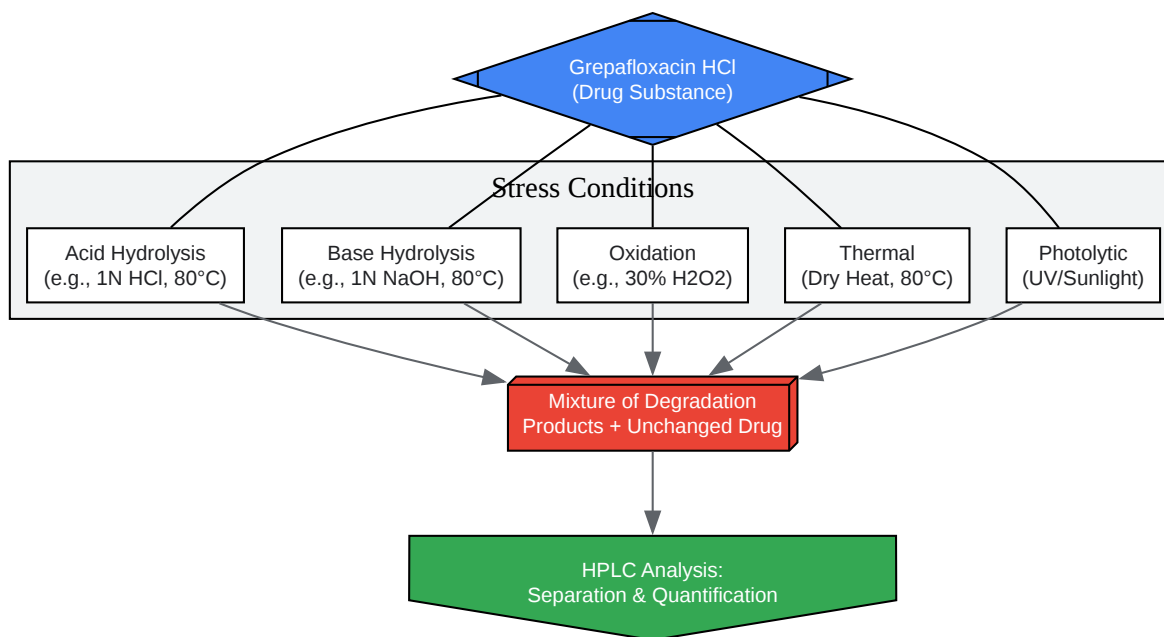 Grepafloxacin HCl
(Drug Substance)
Stress Conditions
Acid Hydrolysis
(e.g., 1N HCl, 80°C)
Base Hydrolysis
(e.g., 1N NaOH, 80°C)
Oxidation
(e.g., 30% H2O2)
Thermal
(Dry Heat, 80°C)
Photolytic
(UV/Sunlight)
Mixture of Degradation
Products + Unchanged Drug
HPLC Analysis:
Separation & Quantification